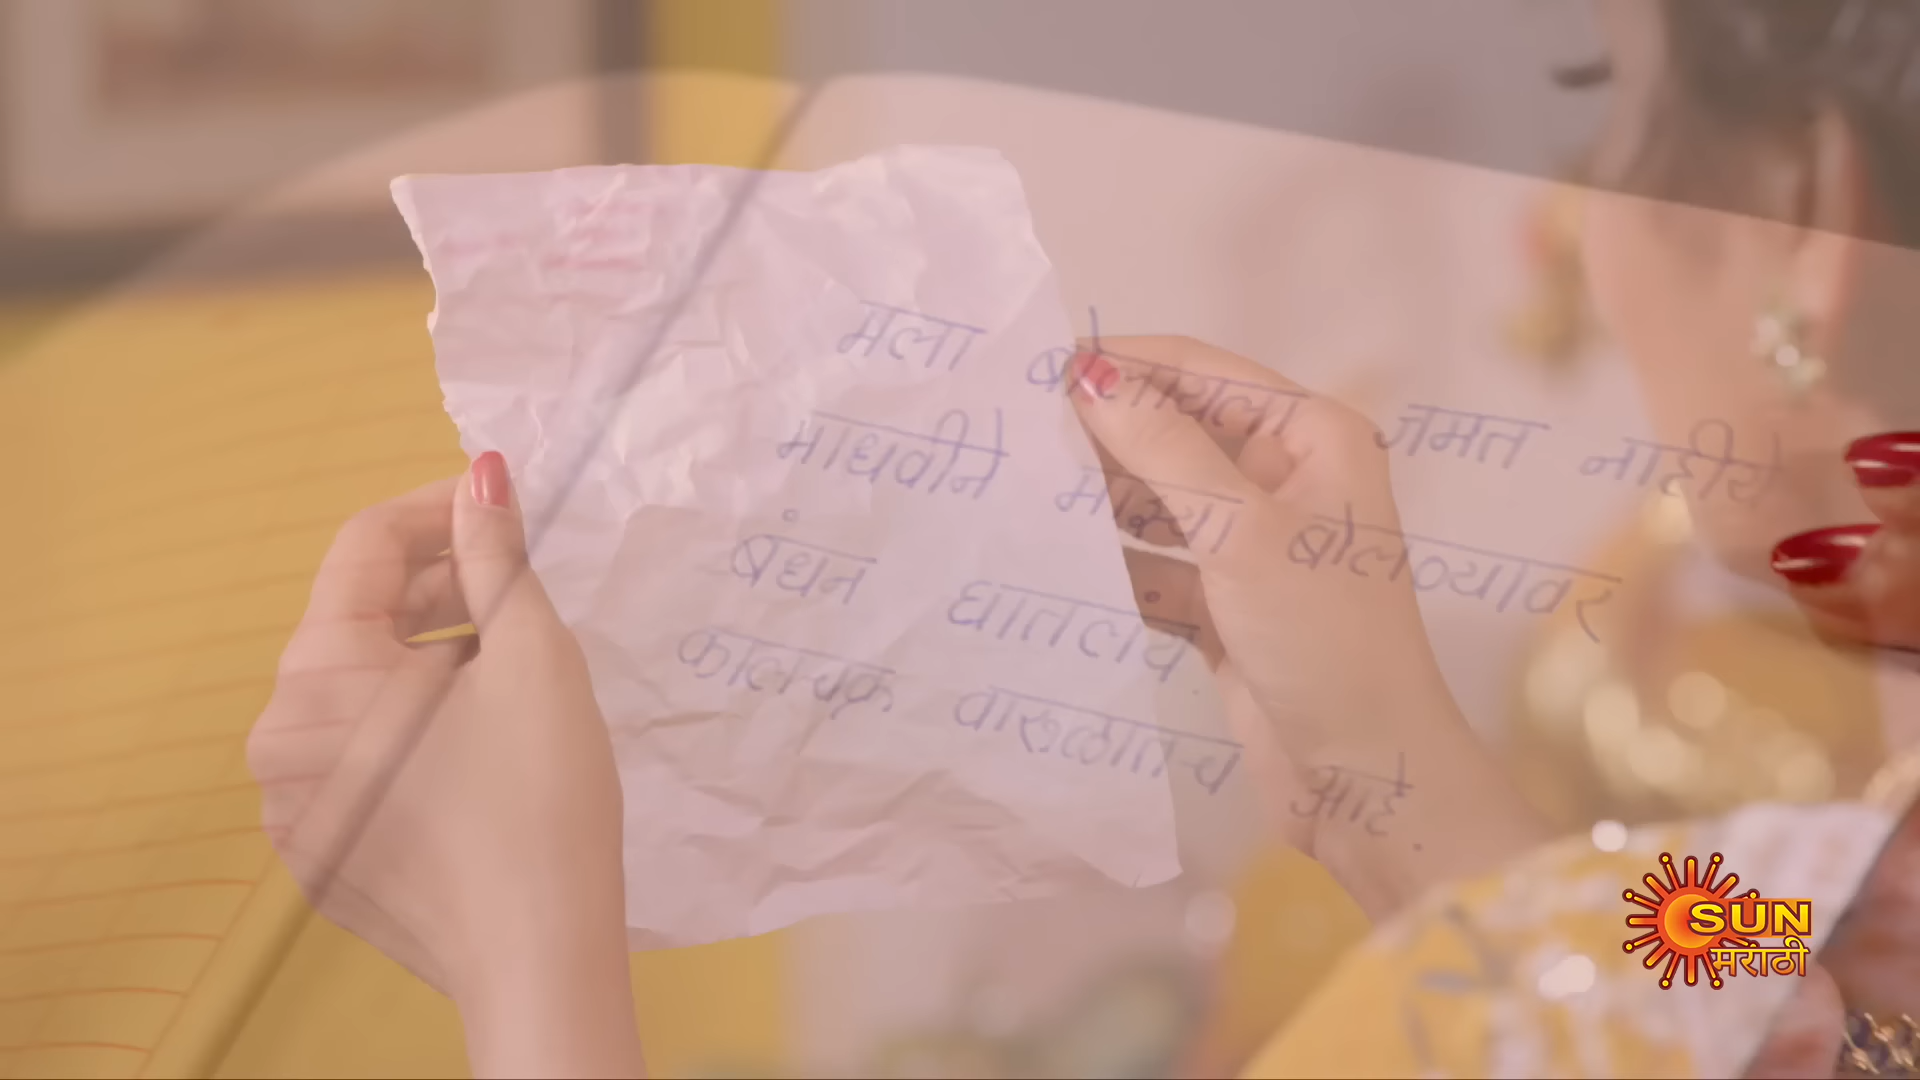 मला बोलायला जमत नाहीये
माधवीने माझ्या बोलण्यावर
बंधन घातलंय.
कालचक्र वारूळातच आहे.
SUN
मराठी